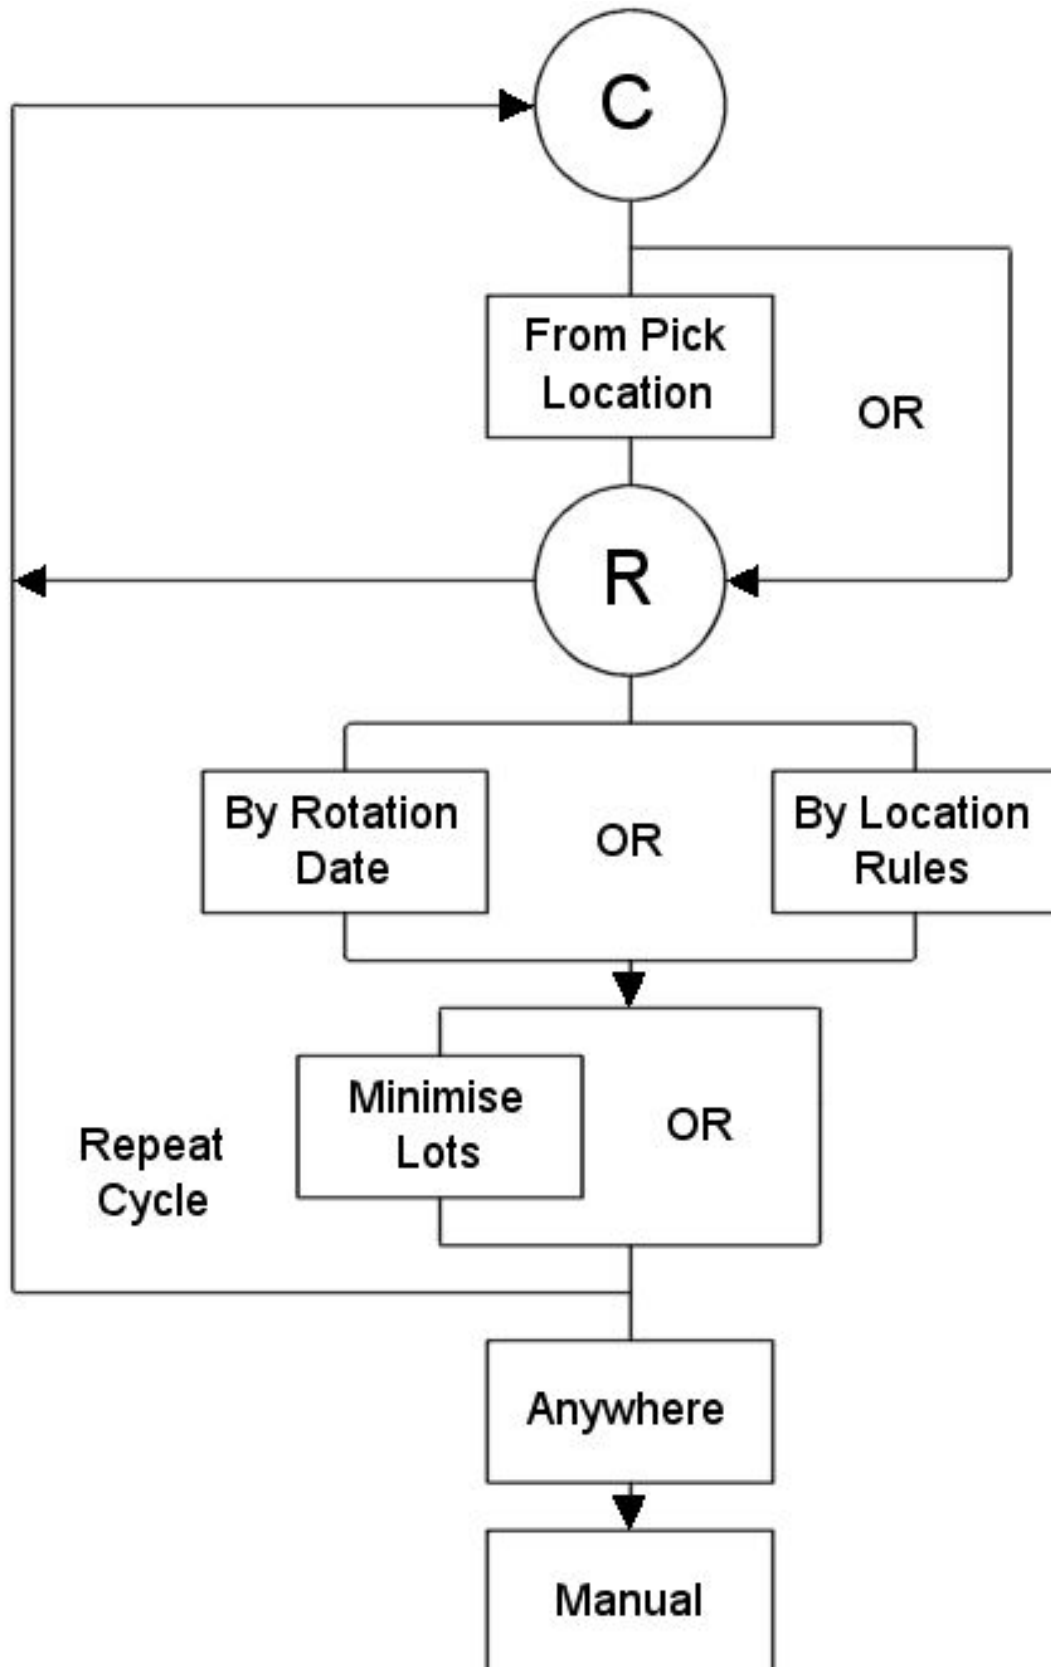 C
From Pick
Location
OR
R
By Rotation
Date
OR
By Location
Rules
Minimise
Lots
OR
Repeat
Cycle
Anywhere
Manual